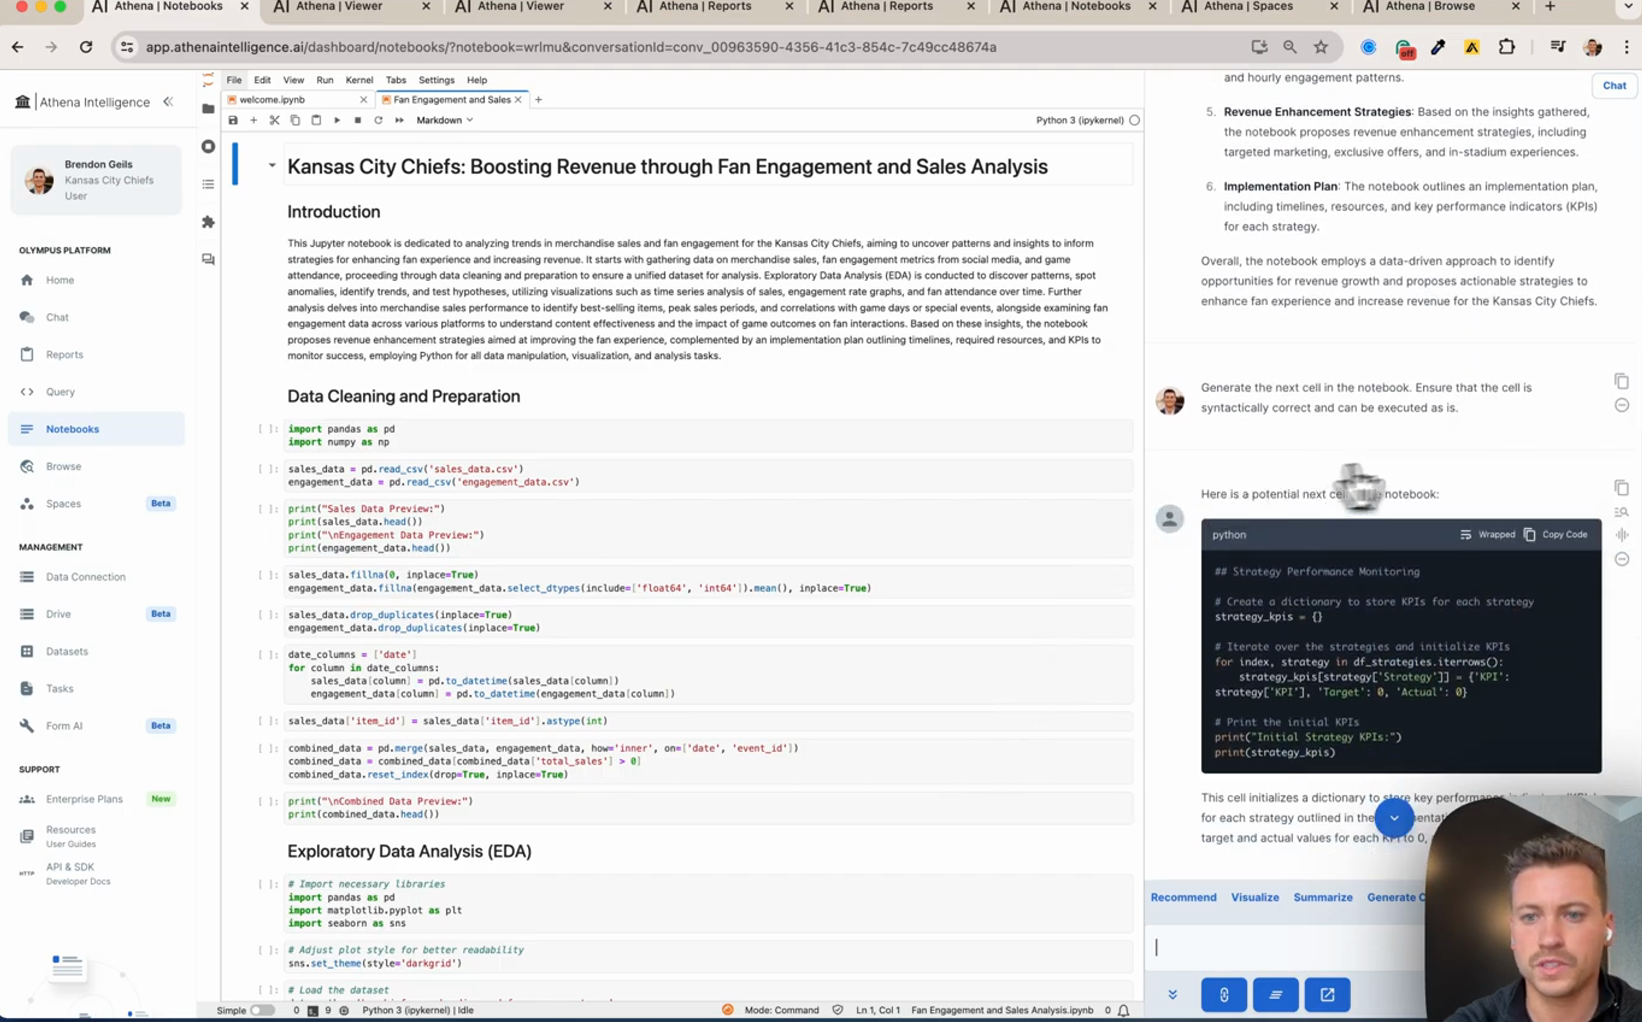 AI Athena | Notebooks
AI Athena | Viewer
AI Athena | Viewer
AI Athena | Reports
AI Athena | Reports
AI Athena | Notebooks
AI Athena | Spaces
AI Athena | Browse
app.athenaintelligence.ai/dashboard/notebooks/?notebook=wrlmu&conversationId=conv_00963590-4356-41c3-854c-7c49cc48674a
off
Athena Intelligence
Brendon Geils
Kansas City Chiefs
User
OLYMPUS PLATFORM
Home
Chat
Reports
Query
Notebooks
Browse
Spaces Beta
MANAGEMENT
Data Connection
Drive Beta
Datasets
Tasks
Form AI Beta
SUPPORT
Enterprise Plans New
Resources
User Guides
HTTP API & SDK
Developer Docs
File Edit View Run Kernel Tabs Settings Help
welcome.ipynb
Fan Engagement and Sales
Markdown
Python 3 (ipykernel)
Kansas City Chiefs: Boosting Revenue through Fan Engagement and Sales Analysis
Introduction
This Jupyter notebook is dedicated to analyzing trends in merchandise sales and fan engagement for the Kansas City Chiefs, aiming to uncover patterns and insights to inform
strategies for enhancing fan experience and increasing revenue. It starts with gathering data on merchandise sales, fan engagement metrics from social media, and game
attendance, proceeding through data cleaning and preparation to ensure a unified dataset for analysis. Exploratory Data Analysis (EDA) is conducted to discover patterns, spot
anomalies, identify trends, and test hypotheses, utilizing visualizations such as time series analysis of sales, engagement rate graphs, and fan attendance over time. Further
analysis delves into merchandise sales performance to identify best-selling items, peak sales periods, and correlations with game days or special events, alongside examining fan
engagement data across various platforms to understand content effectiveness and the impact of game outcomes on fan interactions. Based on these insights, the notebook
proposes revenue enhancement strategies aimed at improving the fan experience, complemented by an implementation plan outlining timelines, required resources, and KPIs to
monitor success, employing Python for all data manipulation, visualization, and analysis tasks.
Data Cleaning and Preparation
[ ]: import pandas as pd
import numpy as np
[ ]: sales_data = pd.read_csv('sales_data.csv')
engagement_data = pd.read_csv('engagement_data.csv')
[ ]: print("Sales Data Preview:")
print(sales_data.head())
print("\nEngagement Data Preview:")
print(engagement_data.head())
[ ]: sales_data.fillna(0, inplace=True)
engagement_data.fillna(engagement_data.select_dtypes(include=['float64', 'int64']).mean(), inplace=True)
[ ]: sales_data.drop_duplicates(inplace=True)
engagement_data.drop_duplicates(inplace=True)
[ ]: date_columns = ['date']
for column in date_columns:
sales_data[column] = pd.to_datetime(sales_data[column])
engagement_data[column] = pd.to_datetime(engagement_data[column])
[ ]: sales_data['item_id'] = sales_data['item_id'].astype(int)
[ ]: combined_data = pd.merge(sales_data, engagement_data, how='inner', on=['date', 'event_id'])
combined_data = combined_data[combined_data['total_sales'] > 0]
combined_data.reset_index(drop=True, inplace=True)
[ ]: print("\nCombined Data Preview:")
print(combined_data.head())
Exploratory Data Analysis (EDA)
[ ]: # Import necessary libraries
import pandas as pd
import matplotlib.pyplot as plt
import seaborn as sns
[ ]: # Adjust plot style for better readability
sns.set_theme(style='darkgrid')
[ ]: # Load the dataset
Simple 0 9 Python 3 (ipykernel) | Idle
Mode: Command Ln 1, Col 1 Fan Engagement and Sales Analysis.ipynb 0
Chat
and hourly engagement patterns.
5. Revenue Enhancement Strategies: Based on the insights gathered,
the notebook proposes revenue enhancement strategies, including
targeted marketing, exclusive offers, and in-stadium experiences.
6. Implementation Plan: The notebook outlines an implementation plan,
including timelines, resources, and key performance indicators (KPIs)
for each strategy.
Overall, the notebook employs a data-driven approach to identify
opportunities for revenue growth and proposes actionable strategies to
enhance fan experience and increase revenue for the Kansas City Chiefs.
Generate the next cell in the notebook. Ensure that the cell is
syntactically correct and can be executed as is.
Here is a potential next notebook:
python Wrapped Copy Code
## Strategy Performance Monitoring
# Create a dictionary to store KPIs for each strategy
strategy_kpis = {}
# Iterate over the strategies and initialize KPIs
for index, strategy in df_strategies.iterrows():
strategy_kpis[strategy['Strategy']] = {'KPI':
strategy['KPI'], 'Target': 0, 'Actual': 0}
# Print the initial KPIs
print("Initial Strategy KPIs:")
print(strategy_kpis)
This cell initializes a dictionary to store key performance
for each strategy outlined in the
target and actual values for each KPI to 0,
Recommend Visualize Summarize Generate